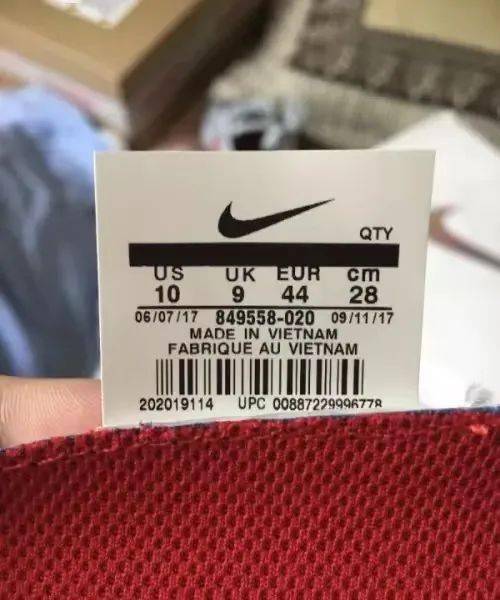 QTY
US UK EUR cm
10 9 44 28
06/07/17 849558-020 09/11/17
MADE IN VIETNAM
FABRIQUE AU VIETNAM
202019114 UPC 00887229996778